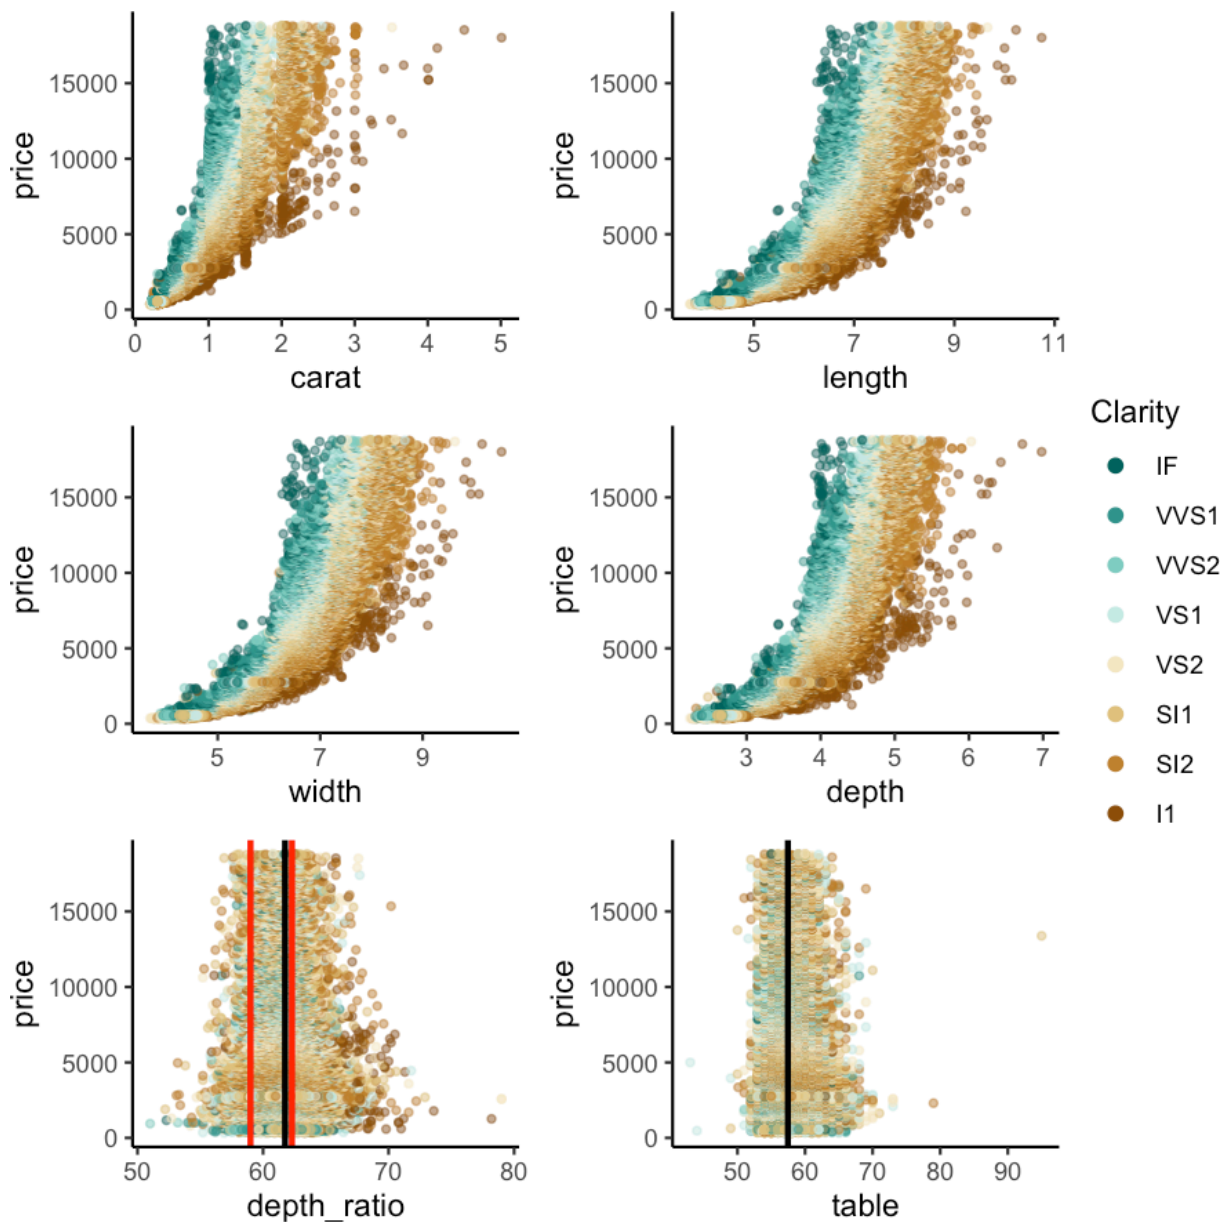 price
15000
10000
5000
0
0 1 2 3 4 5
carat
price
15000
10000
5000
0
5 7 9 11
length
price
15000
10000
5000
0
5 7 9
width
price
15000
10000
5000
0
3 4 5 6 7
depth
Clarity
IF
VVS1
VVS2
VS1
VS2
SI1
SI2
I1
price
15000
10000
5000
0
50 60 70 80
depth_ratio
price
15000
10000
5000
0
50 60 70 80 90
table